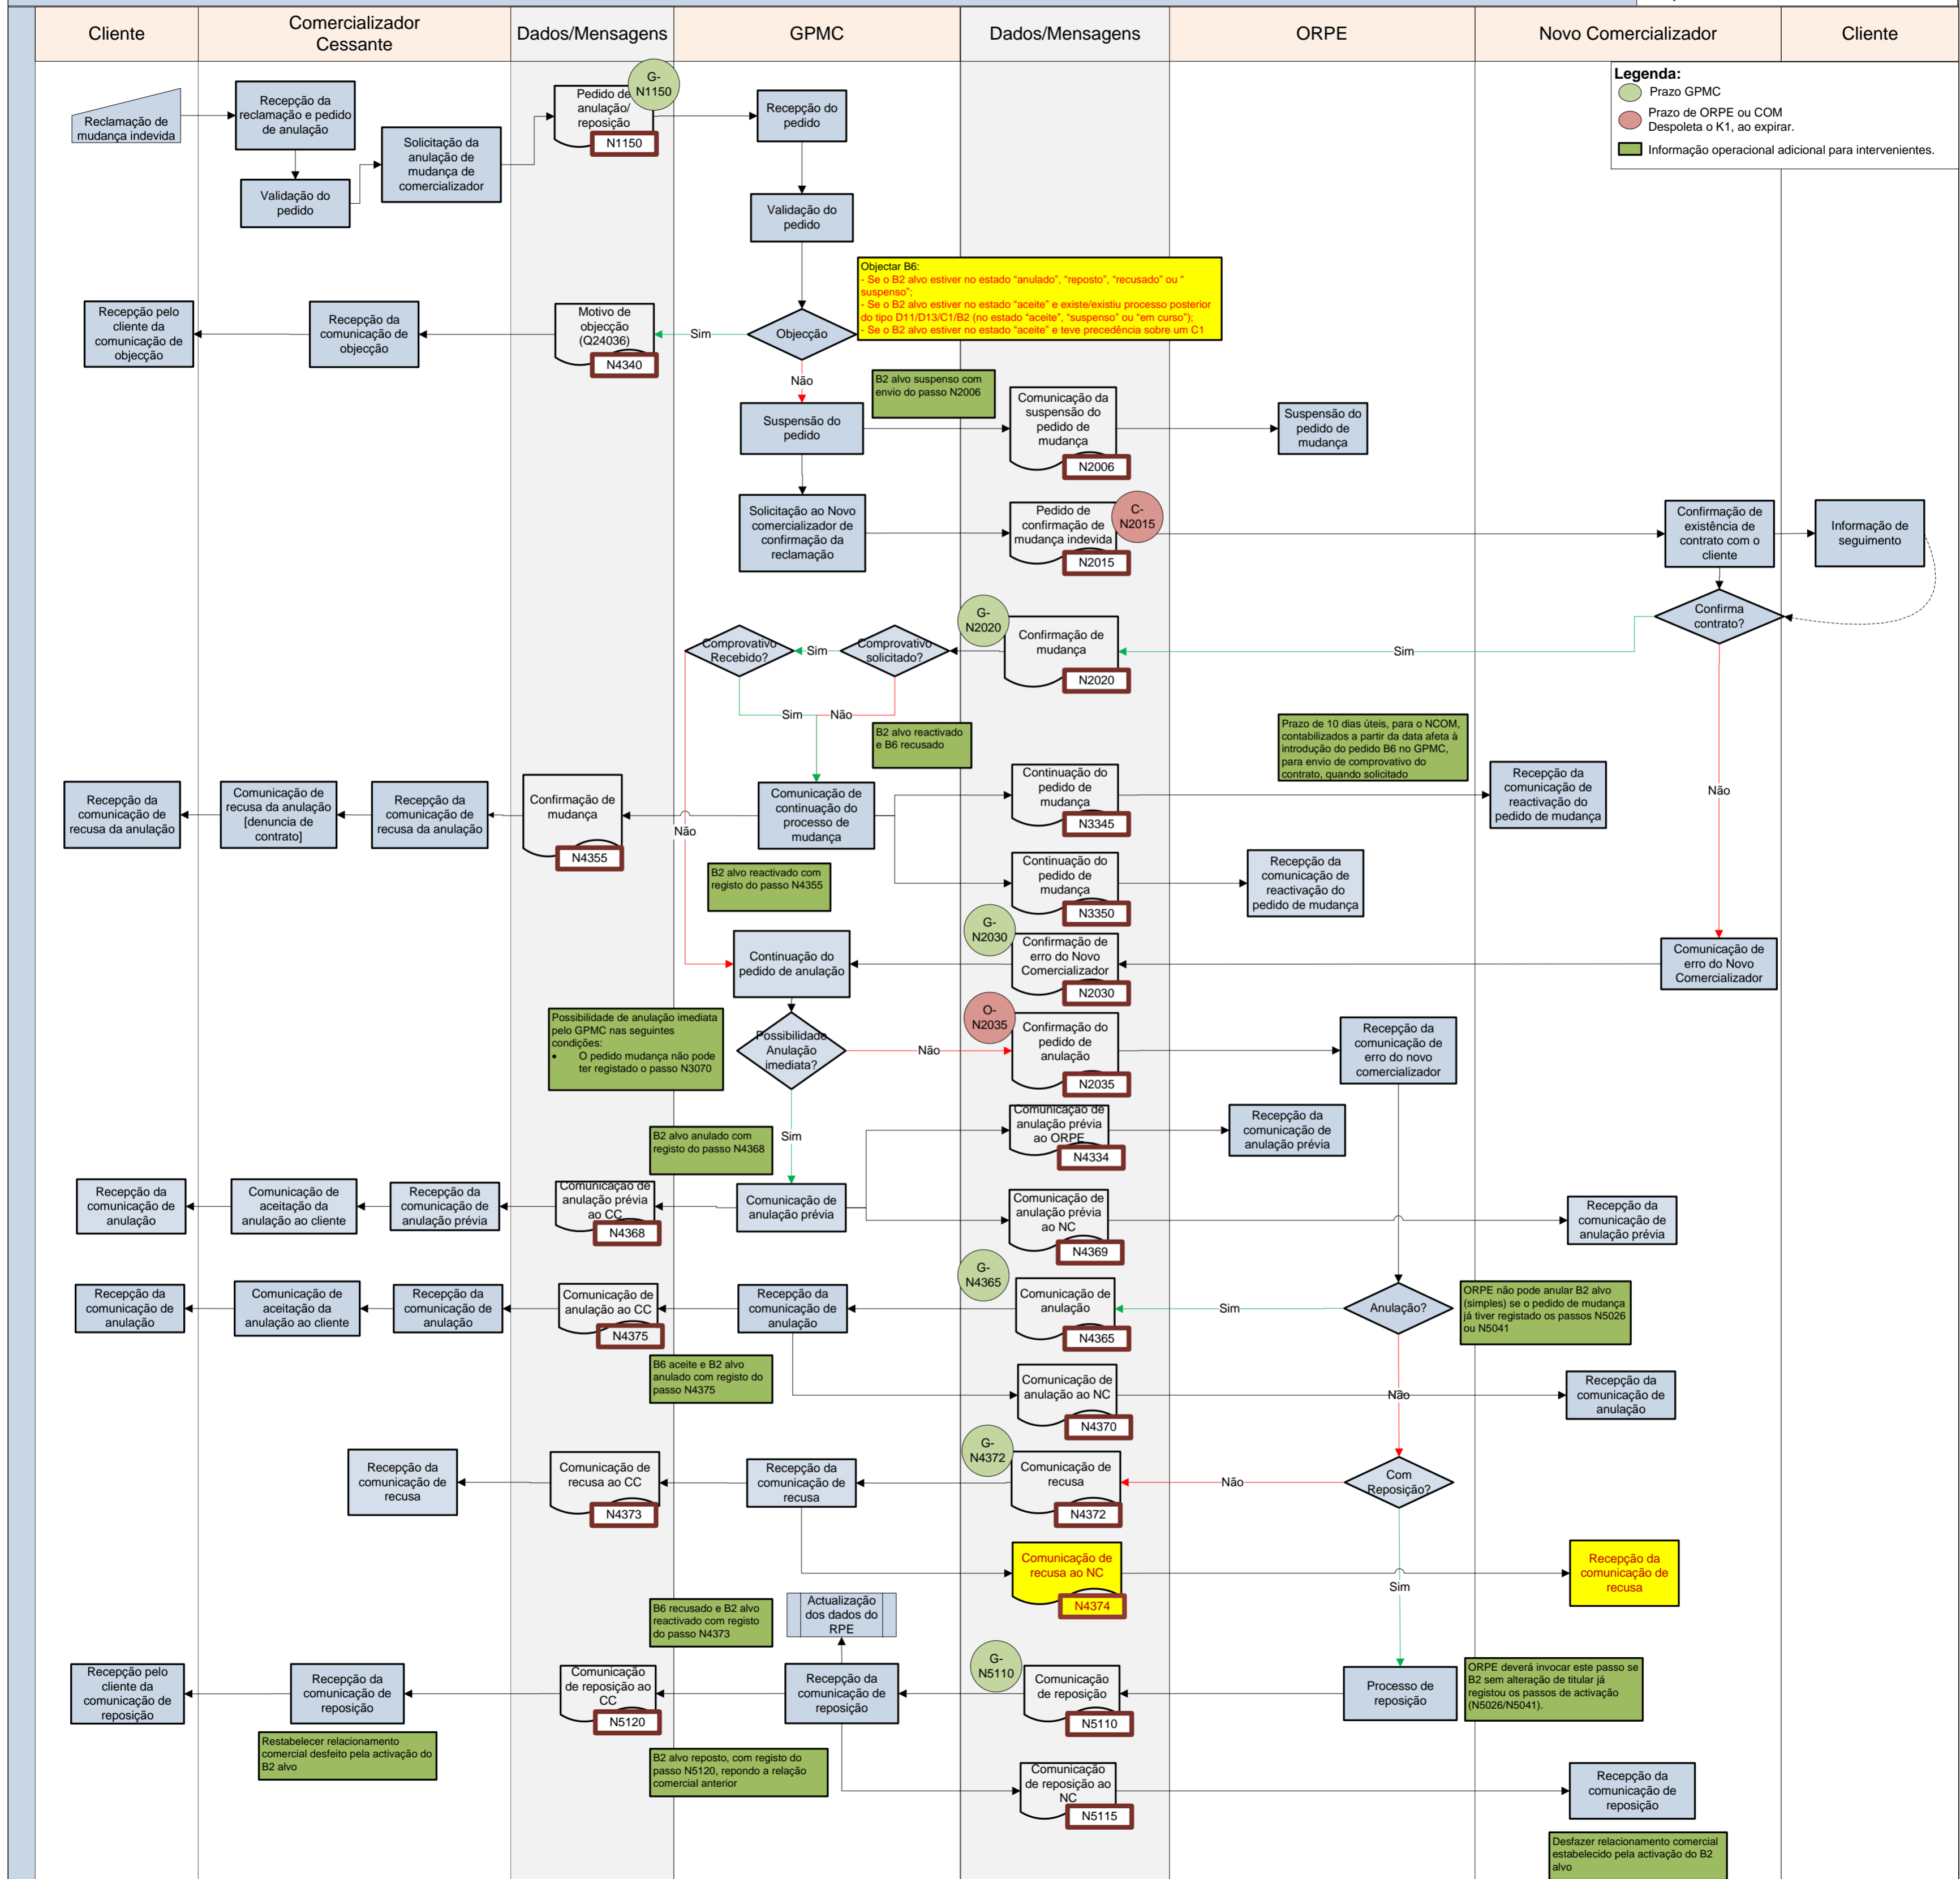 Cliente
Comercializador
Cessante
Dados/Mensagens
GPMC
Dados/Mensagens
ORPE
Novo Comercializador
Cliente
Legenda:
Prazo GPMC
Prazo de ORPE ou COM
Despoleta o K1, ao expirar.
Informação operacional adicional para intervenientes.
Reclamação de
mudança indevida
Recepção da
reclamação e pedido
de anulação
Validação do
pedido
Solicitação da
anulação de
mudança de
comercializador
Pedido de
anulação/
reposição
N1150
G-
N1150
Recepção do
pedido
Validação do
pedido
Objectar B6:
- Se o B2 alvo estiver no estado “anulado”, “reposto”, “recusado” ou “
suspenso”;
- Se o B2 alvo estiver no estado “aceite” e existe/existiu processo posterior
do tipo D11/D13/C1/B2 (no estado “aceite”, “suspenso” ou “em curso”);
- Se o B2 alvo estiver no estado “aceite” e teve precedência sobre um C1
Recepção pelo
cliente da
comunicação de
objecção
Recepção da
comunicação de
objecção
Motivo de
objecção
(Q24036)
N4340
Sim
Objecção
Não
B2 alvo suspenso com
envio do passo N2006
Suspensão do
pedido
Comunicação da
suspensão do
pedido de
mudança
N2006
Suspensão do
pedido de
mudança
Solicitação ao Novo
comercializador de
confirmação da
reclamação
Pedido de
confirmação de
mudança indevida
N2015
C-
N2015
Confirmação de
existência de
contrato com o
cliente
Informação de
seguimento
Confirma
contrato?
Sim
G-
N2020
Confirmação de
mudança
N2020
Comprovativo
solicitado?
Sim
Comprovativo
Recebido?
Sim
Não
B2 alvo reactivado
e B6 recusado
Prazo de 10 dias úteis, para o NCOM,
contabilizados a partir da data afeta à
introdução do pedido B6 no GPMC,
para envio de comprovativo do
contrato, quando solicitado
Recepção da
comunicação de
recusa da anulação
Comunicação de
recusa da anulação
[denuncia de
contrato]
Recepção da
comunicação de
recusa da anulação
Confirmação de
mudança
N4355
Não
Comunicação de
continuação do
processo de
mudança
Continuação do
pedido de
mudança
N3345
Recepção da
comunicação de
reactivação do
pedido de mudança
Não
B2 alvo reactivado com
registo do passo N4355
Continuação do
pedido de
mudança
N3350
Recepção da
comunicação de
reactivação do
pedido de mudança
Continuação do
pedido de anulação
G-
N2030
Confirmação de
erro do Novo
Comercializador
N2030
Comunicação de
erro do Novo
Comercializador
Possibilidade de anulação imediata
pelo GPMC nas seguintes
condições:
• O pedido mudança não pode
ter registado o passo N3070
Possibilidade
Anulação
imediata?
Não
O-
N2035
Confirmação do
pedido de
anulação
N2035
Recepção da
comunicação de
erro do novo
comercializador
B2 alvo anulado com
registo do passo N4368
Sim
Comunicação de
anulação prévia
ao ORPE
N4334
Recepção da
comunicação de
anulação prévia
Recepção da
comunicação de
anulação
Comunicação de
aceitação da
anulação ao cliente
Recepção da
comunicação de
anulação prévia
Comunicação de
anulação prévia
ao CC
N4368
Comunicação de
anulação prévia
Comunicação de
anulação prévia
ao NC
N4369
Recepção da
comunicação de
anulação prévia
Recepção da
comunicação de
anulação
Comunicação de
aceitação da
anulação ao cliente
Recepção da
comunicação de
anulação
Comunicação de
anulação ao CC
N4375
Recepção da
comunicação de
anulação
G-
N4365
Comunicação de
anulação
N4365
Sim
Anulação?
ORPE não pode anular B2 alvo
(simples) se o pedido de mudança
já tiver registado os passos N5026
ou N5041
B6 aceite e B2 alvo
anulado com registo do
passo N4375
Comunicação de
anulação ao NC
N4370
Não
Recepção da
comunicação de
anulação
Recepção da
comunicação de
recusa
Comunicação de
recusa ao CC
N4373
Recepção da
comunicação de
recusa
G-
N4372
Comunicação de
recusa
N4372
Não
Com
Reposição?
Comunicação de
recusa ao NC
N4374
Recepção da
comunicação de
recusa
Sim
B6 recusado e B2 alvo
reactivado com registo
do passo N4373
Actualização
dos dados do
RPE
Recepção pelo
cliente da
comunicação de
reposição
Recepção da
comunicação de
reposição
Comunicação
de reposição ao
CC
N5120
Recepção da
comunicação de
reposição
G-
N5110
Comunicação
de reposição
N5110
Processo de
reposição
ORPE deverá invocar este passo se
B2 sem alteração de titular já
registou os passos de activação
(N5026/N5041).
Restabelecer relacionamento
comercial desfeito pela activação do
B2 alvo
B2 alvo reposto, com registo do
passo N5120, repondo a relação
comercial anterior
Comunicação
de reposição ao
NC
N5115
Recepção da
comunicação de
reposição
Desfazer relacionamento comercial
estabelecido pela activação do B2
alvo